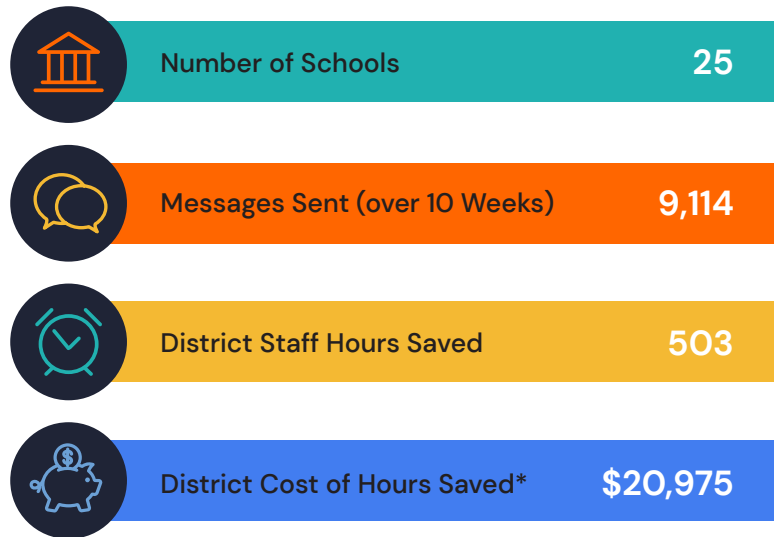 Number of Schools 25
Messages Sent (over 10 Weeks) 9,114
District Staff Hours Saved 503
$
District Cost of Hours Saved* $20,975